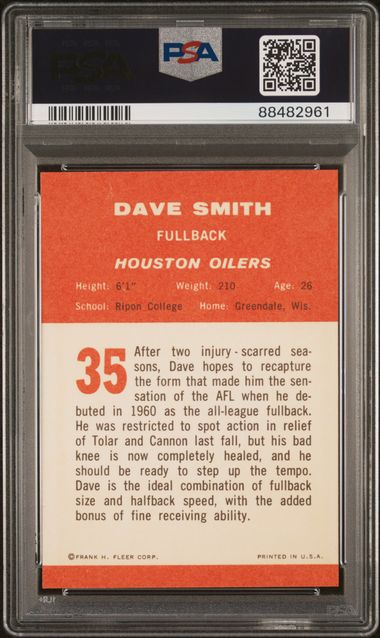 PSA
PSA
88482961
DAVE SMITH
FULLBACK
HOUSTON OILERS
Height: 6'1" Weight: 210 Age: 26
School: Ripon College Home: Greendale, Wis.
35
After two injury-scarred sea-
sons, Dave hopes to recapture
the form that made him the sen-
sation of the AFL when he de-
buted in 1960 as the all-league fullback.
He was restricted to spot action in relief
of Tolar and Cannon last fall, but his bad
knee is now completely healed, and he
should be ready to step up the tempo.
Dave is the ideal combination of fullback
size and halfback speed, with the added
bonus of fine receiving ability.
©FRANK H. FLEER CORP. PRINTED IN U.S.A.
PSA